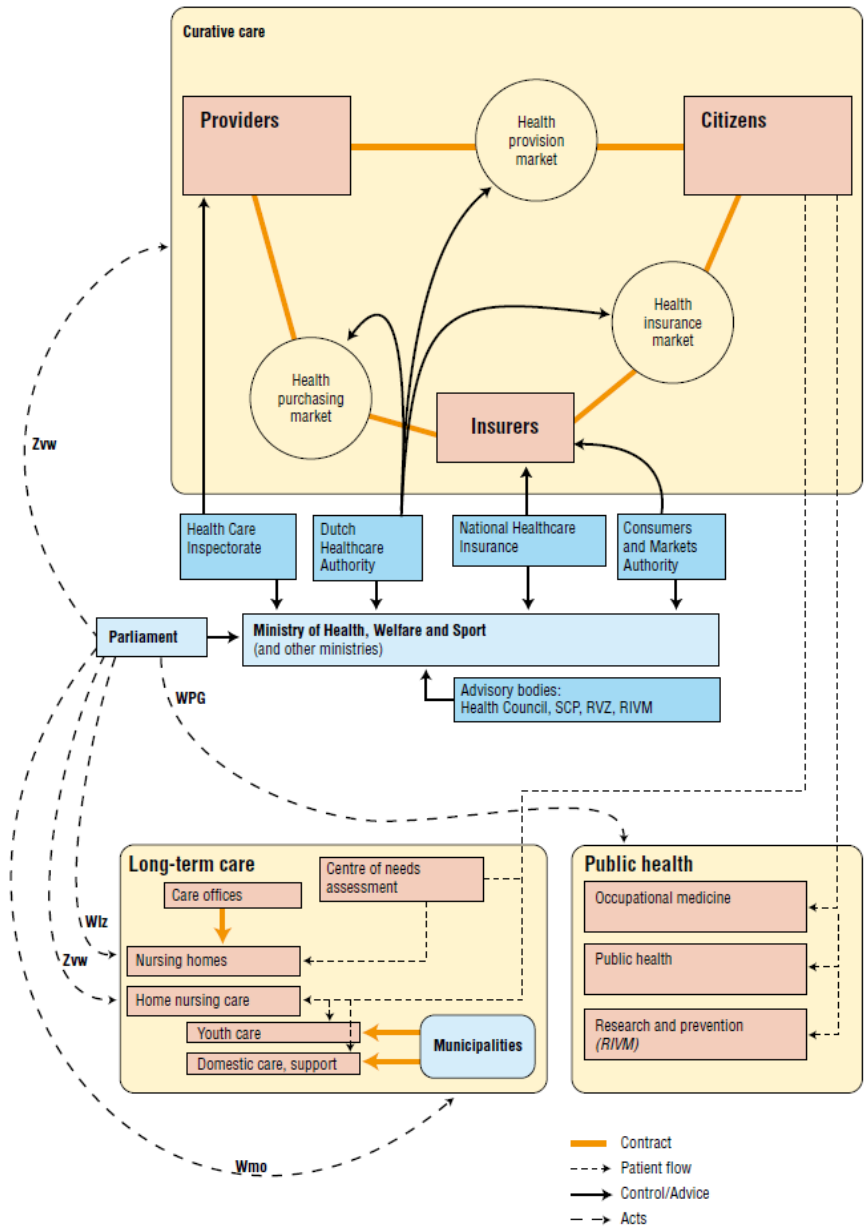 Curative care
Providers
Health
provision
market
Citizens
Health
insurance
market
Health
purchasing
market
Insurers
Zvw
Health Care
Inspectorate
Dutch
Healthcare
Authority
National Healthcare
Insurance
Consumers
and Markets
Authority
Parliament
Ministry of Health, Welfare and Sport
(and other ministries)
WPG
Advisory bodies:
Health Council, SCP, RVZ, RIVM
Long-term care
Centre of needs
assessment
Care offices
Wlz
Nursing homes
Zvw
Home nursing care
Youth care
Municipalities
Domestic care, support
Wmo
Public health
Occupational medicine
Public health
Research and prevention
(RIVM)
Contract
Patient flow
Control/Advice
Acts